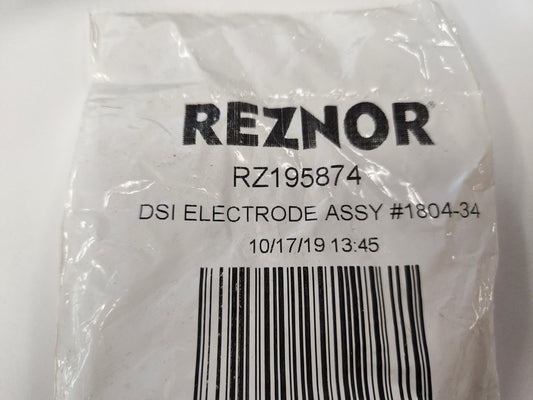 REZNOR®
RZ195874
DSI ELECTRODE ASSY #1804-34
10/17/19 13:45